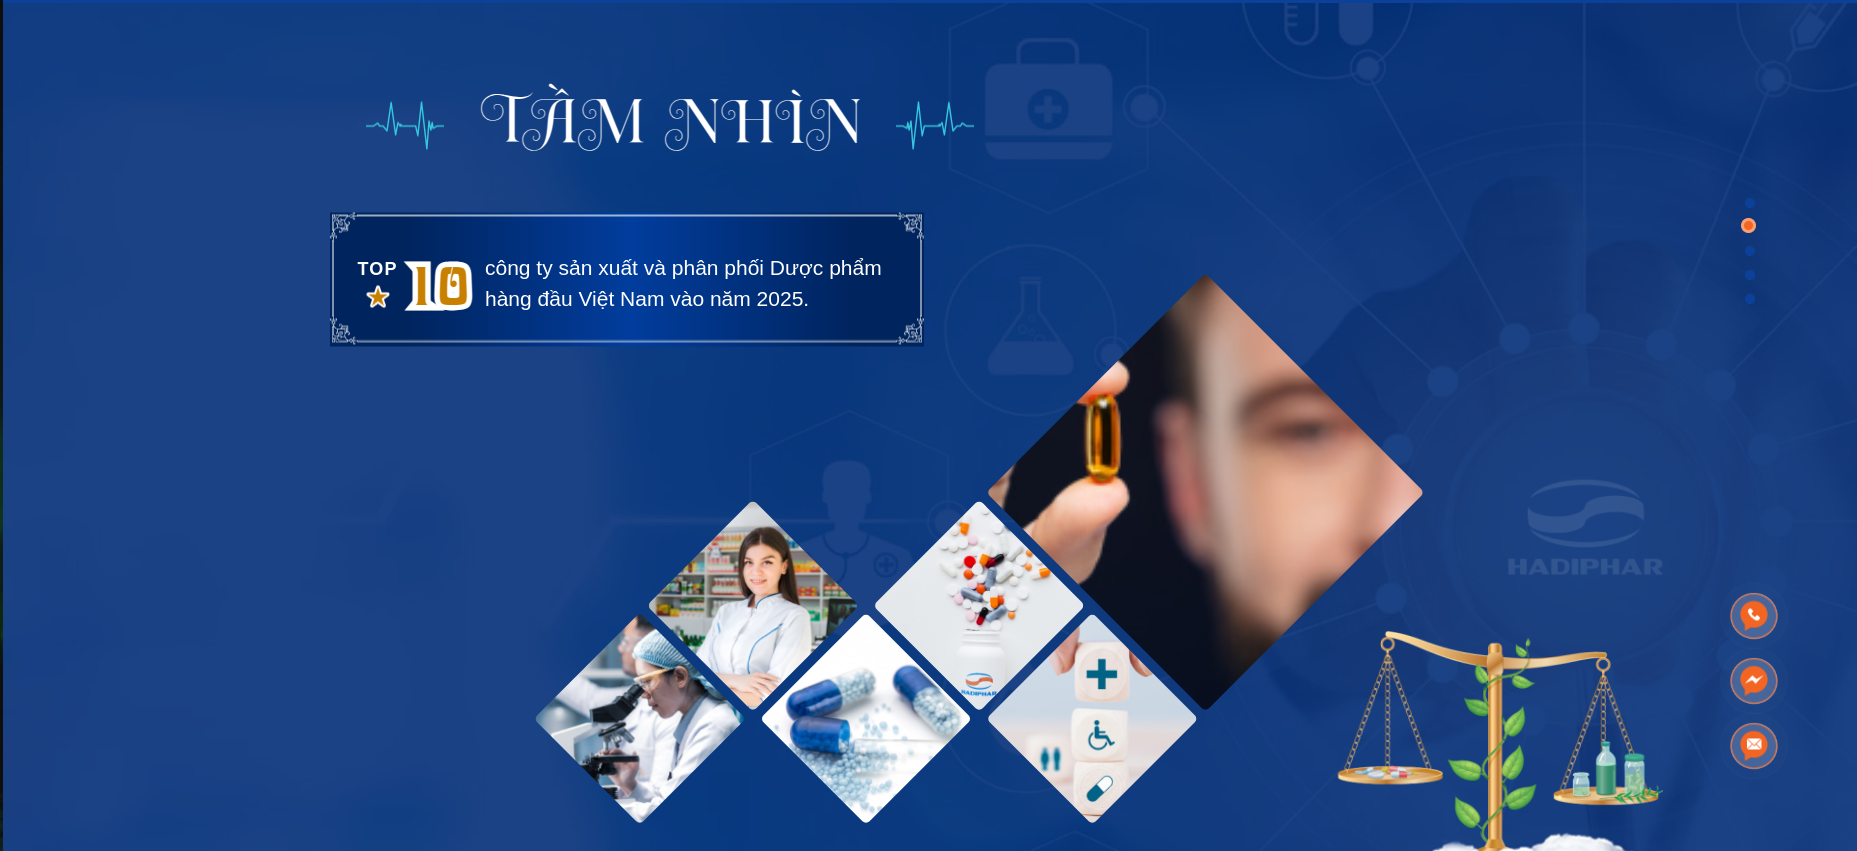 TẦM NHÌN
TOP 10
công ty sản xuất và phân phối Dược phẩm
hàng đầu Việt Nam vào năm 2025.
HADIPHAR
HADIPHAR